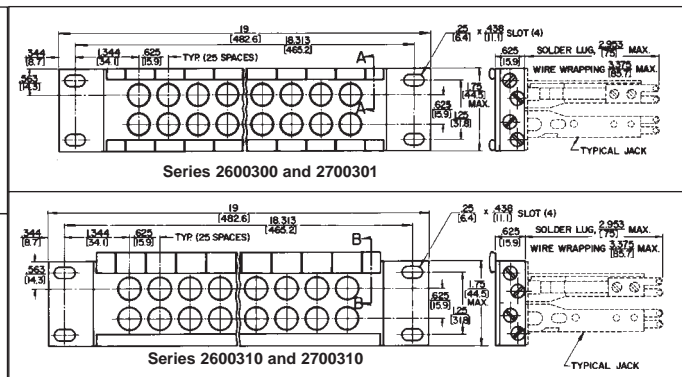 19
[482.6]
18.313
[465.2]
.344
[8.7]
1.344
[34.1]
.625
[15.9]
TYP. (25 SPACES)
A
A
.25 x .438 SLOT (4)
[6.4] [11.1]
.563
[14.3]
1.75
[44.5]
MAX.
.625
[15.9]
1.25
[31.8]
.625
[15.9]
SOLDER LUG, 2.953 MAX.
[75]
WIRE WRAPPING 3.375 MAX.
[85.7]
TYPICAL JACK
Series 2600300 and 2700301
19
[482.6]
18.313
[465.2]
.344
[8.7]
1.344
[34.1]
.625
[15.9]
TYP. (25 SPACES)
B
B
.25 x .438 SLOT (4)
[6.4] [11.1]
.563
[14.3]
1.75
[44.5]
MAX.
.625
[15.9]
1.25
[31.8]
.625
[15.9]
SOLDER LUG, 2.953 MAX.
[75]
WIRE WRAPPING 3.375 MAX.
[85.7]
TYPICAL JACK
Series 2600310 and 2700310